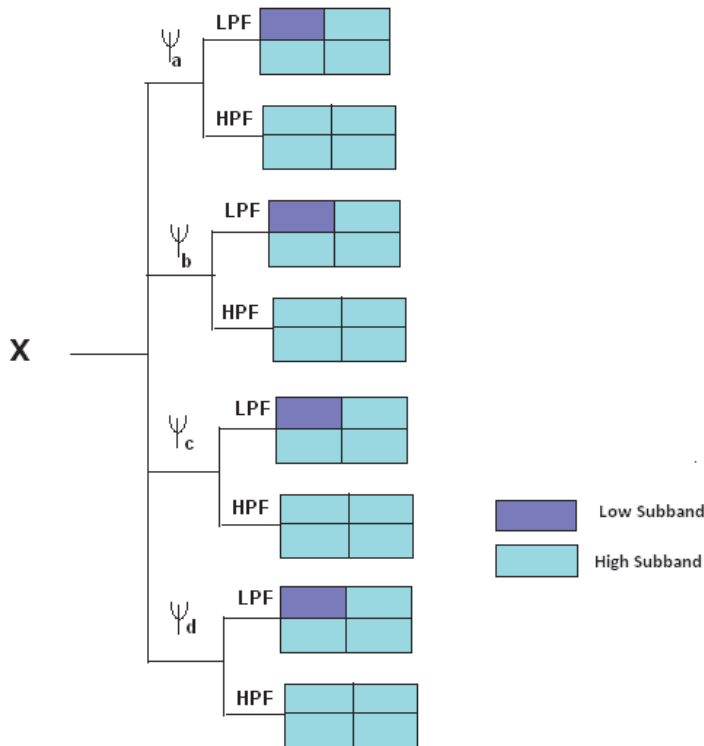 LPF
Ψa
HPF
LPF
Ψb
HPF
X
LPF
Ψc
HPF
Low Subband
High Subband
LPF
Ψd
HPF